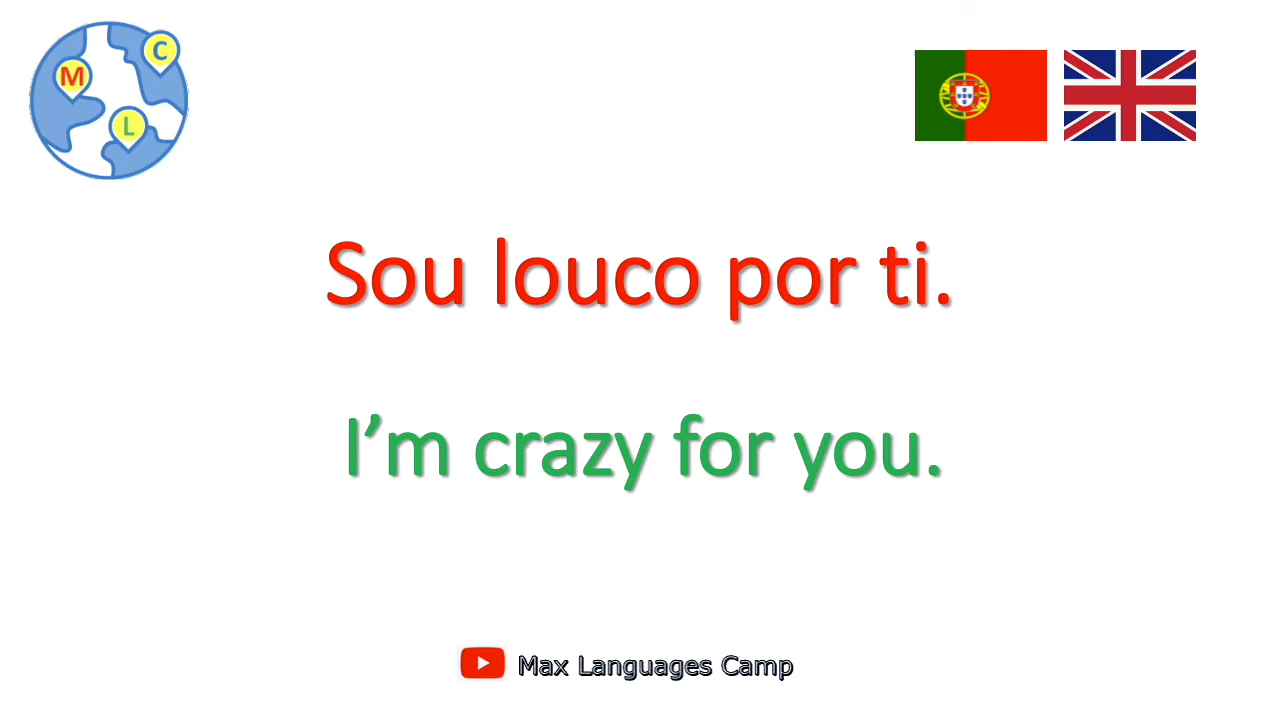 M
C
L
Sou louco por ti.
I’m crazy for you.
Max Languages Camp